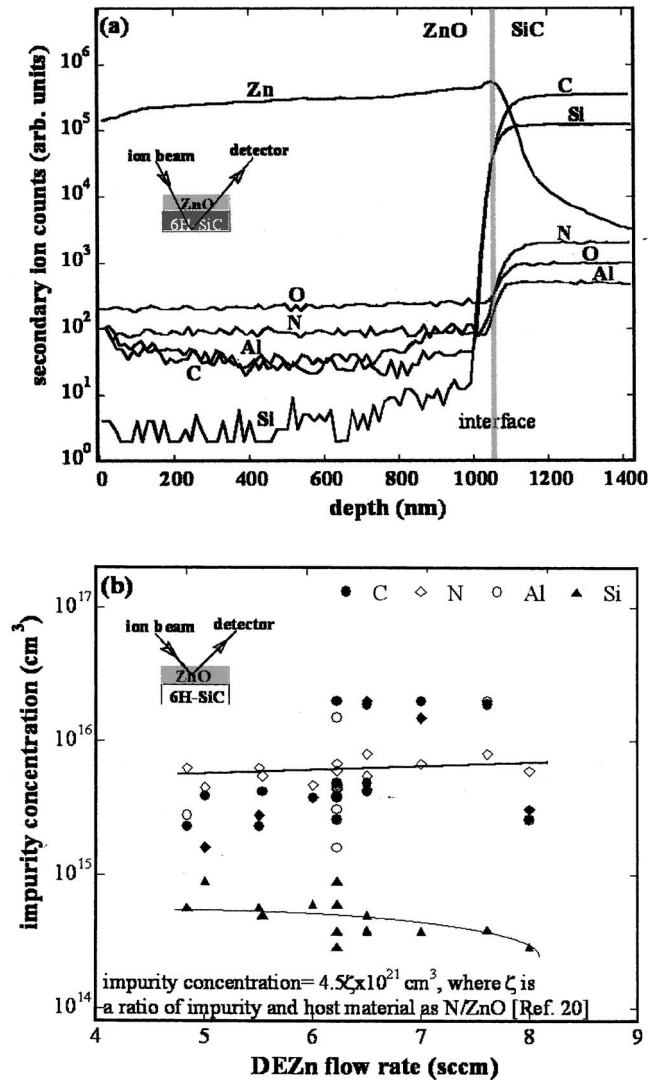 (a)
ZnO SiC
10^6
10^5
10^4
10^3
10^2
10^1
10^0
secondary ion counts (arb. units)
Zn
C
Si
ion beam
detector
ZnO
6H-SiC
N
O
Al
O
N
Al
C
Si
interface
0 200 400 600 800 1000 1200 1400
depth (nm)
(b)
C N Al Si
10^17
10^16
10^15
10^14
impurity concentration (cm^3)
ion beam
detector
ZnO
6H-SiC
impurity concentration= 4.5ζx10^21 cm^3, where ζ is
a ratio of impurity and host material as N/ZnO [Ref. 20]
4 5 6 7 8 9
DEZn flow rate (sccm)